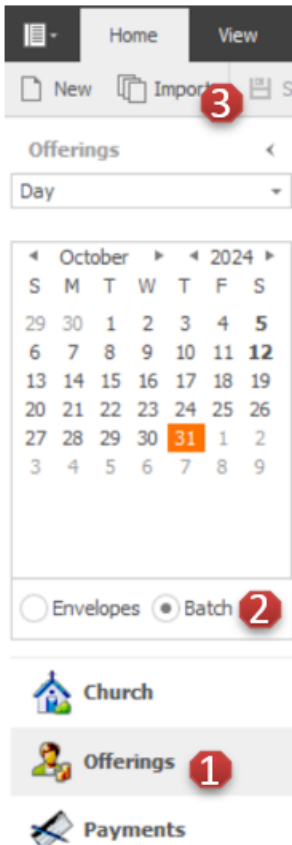 Home View
New Import 3 S
Offerings
Day
October 2024
S M T W T F S
29 30 1 2 3 4 5
6 7 8 9 10 11 12
13 14 15 16 17 18 19
20 21 22 23 24 25 26
27 28 29 30 31 1 2
3 4 5 6 7 8 9
Envelopes Batch 2
Church
Offerings 1
Payments